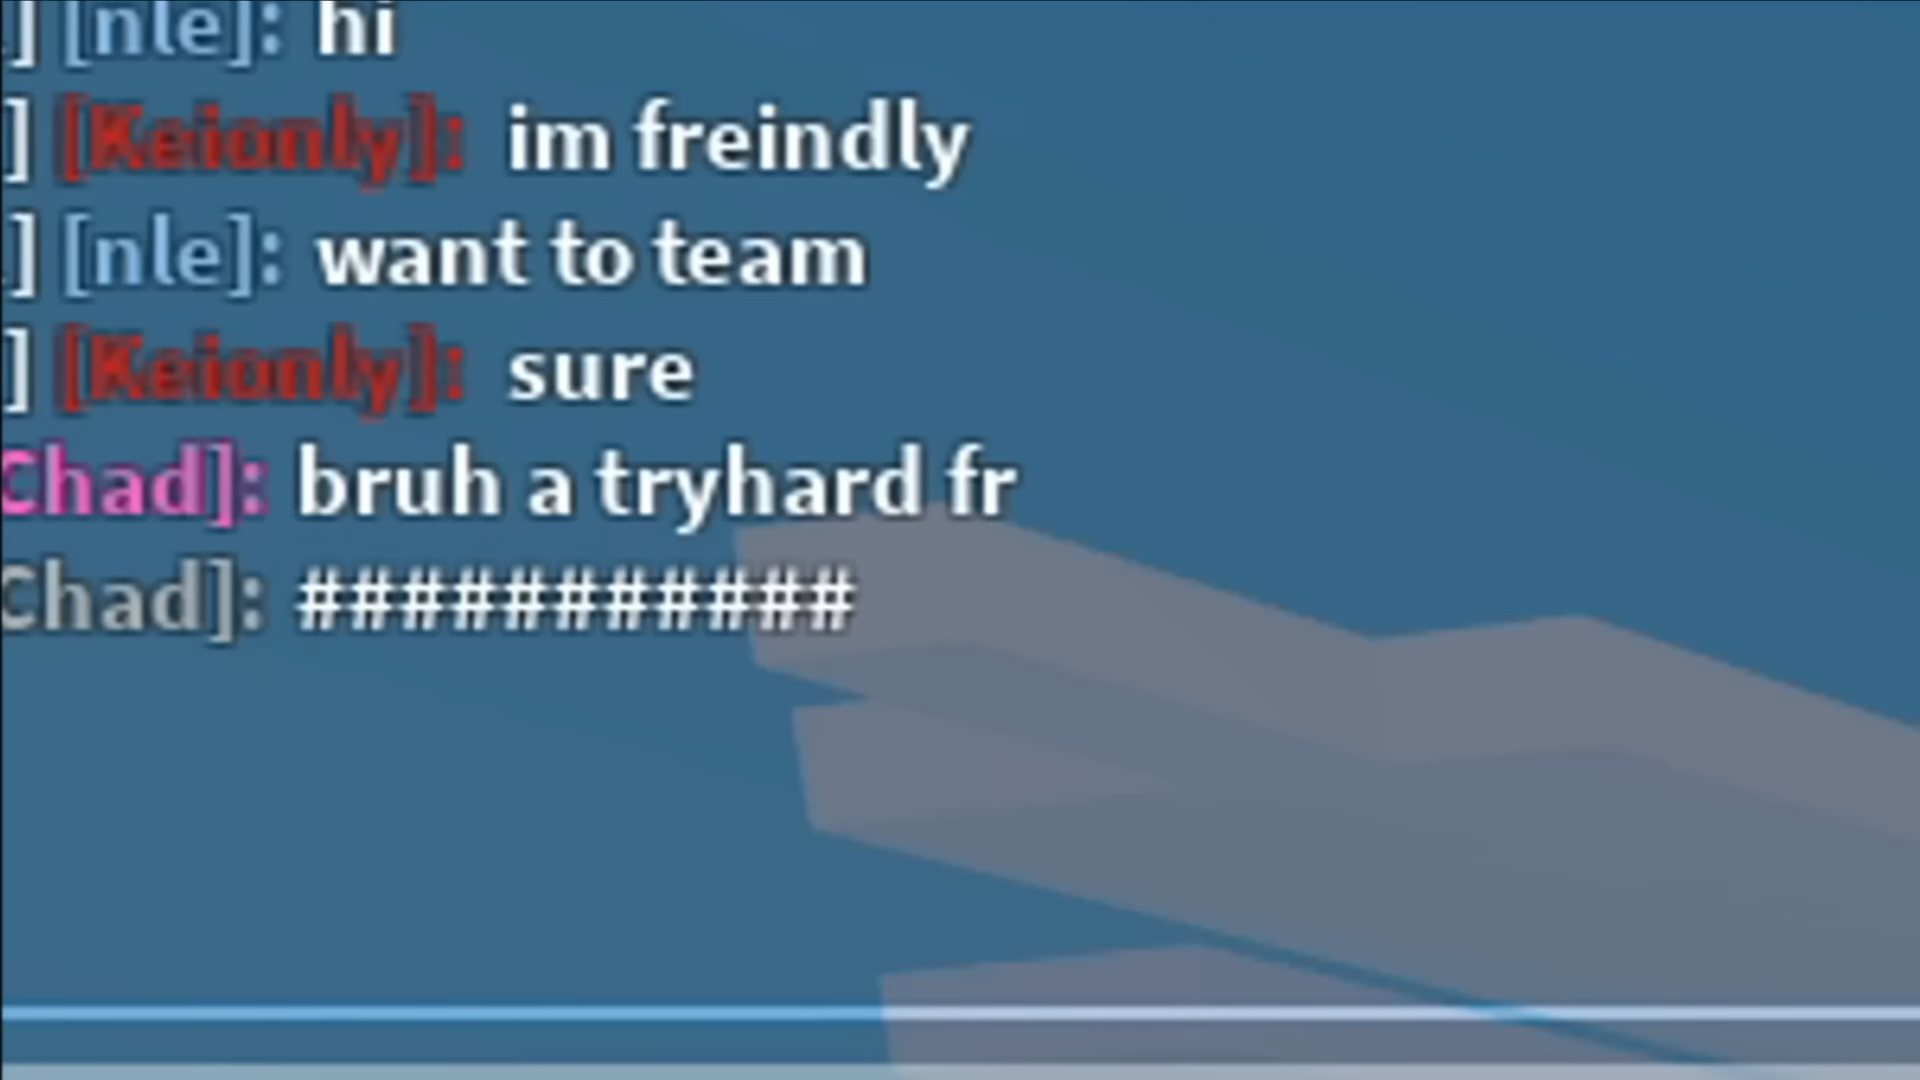 ] [nle]: hi
] [Keionly]: im freindly
] [nle]: want to team
] [Keionly]: sure
Chad]: bruh a tryhard fr
Chad]: ###########